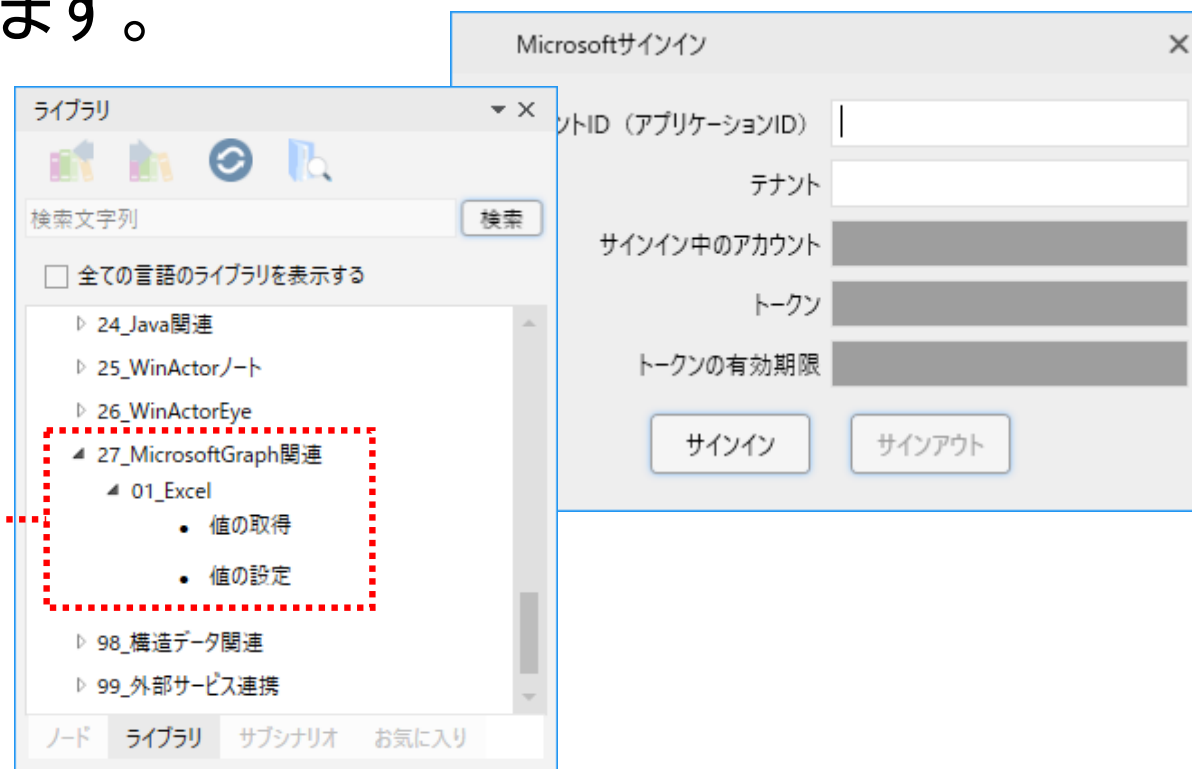 ます。
Microsoftサインイン
ントID（アプリケーションID）
テナント
サインイン中のアカウント
トークン
トークンの有効期限
サインイン
サインアウト
ライブラリ
検索文字列
検索
全ての言語のライブラリを表示する
24_Java関連
25_WinActorノート
26_WinActorEye
27_MicrosoftGraph関連
01_Excel
• 値の取得
• 値の設定
98_構造データ関連
99_外部サービス連携
ノード ライブラリ サブシナリオ お気に入り